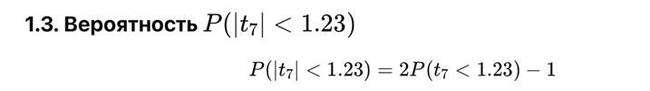 1.3. Вероятность P(|t₇| < 1.23)
P(|t₇| < 1.23) = 2P(t₇ < 1.23) − 1